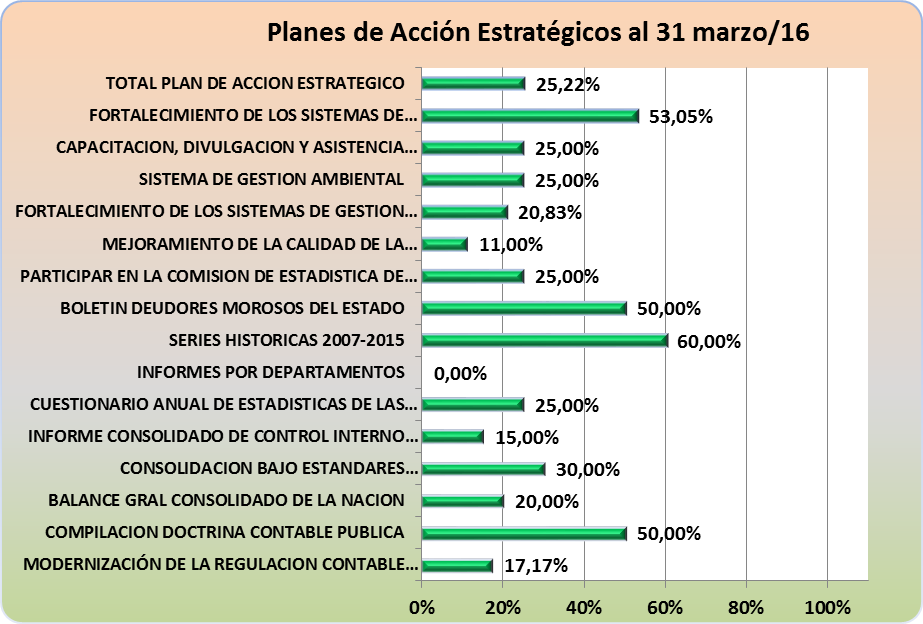 Planes de Acción Estratégicos al 31 marzo/16
TOTAL PLAN DE ACCION ESTRATEGICO 25,22%
FORTALECIMIENTO DE LOS SISTEMAS DE... 53,05%
CAPACITACION, DIVULGACION Y ASISTENCIA... 25,00%
SISTEMA DE GESTION AMBIENTAL 25,00%
FORTALECIMIENTO DE LOS SISTEMAS DE GESTION... 20,83%
MEJORAMIENTO DE LA CALIDAD DE LA... 11,00%
PARTICIPAR EN LA COMISION DE ESTADISTICA DE... 25,00%
BOLETIN DEUDORES MOROSOS DEL ESTADO 50,00%
SERIES HISTORICAS 2007-2015 60,00%
INFORMES POR DEPARTAMENTOS 0,00%
CUESTIONARIO ANUAL DE ESTADISTICAS DE LAS... 25,00%
INFORME CONSOLIDADO DE CONTROL INTERNO... 15,00%
CONSOLIDACION BAJO ESTANDARES... 30,00%
BALANCE GRAL CONSOLIDADO DE LA NACION 20,00%
COMPILACION DOCTRINA CONTABLE PUBLICA 50,00%
MODERNIZACIÓN DE LA REGULACION CONTABLE... 17,17%
0% 20% 40% 60% 80% 100%